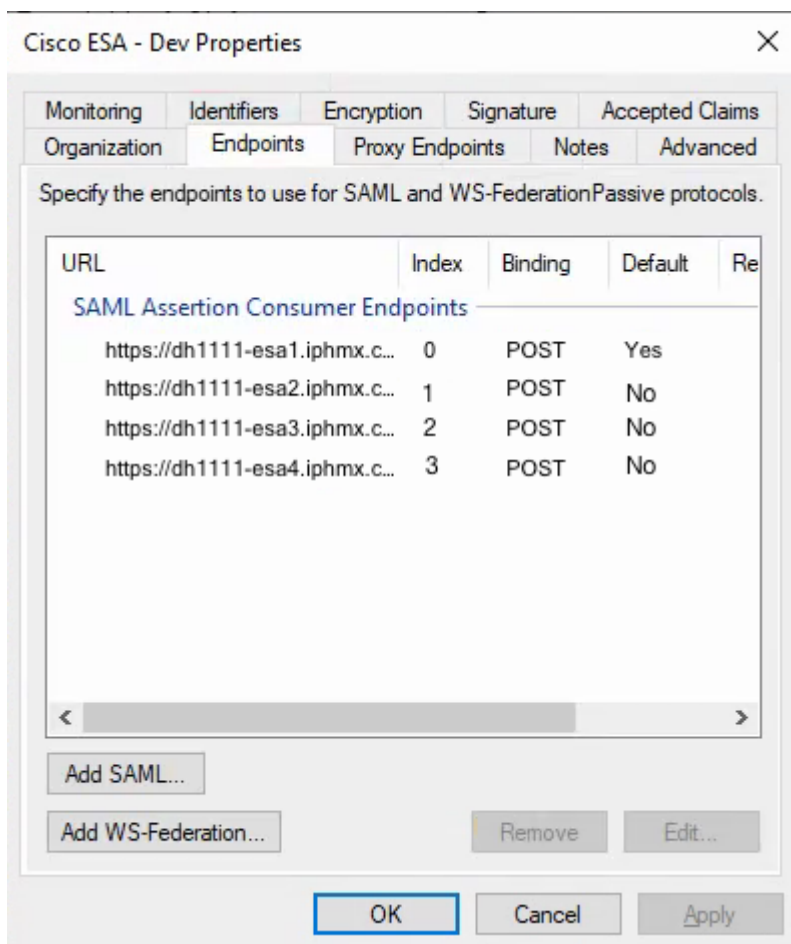 Cisco ESA - Dev Properties
Monitoring Identifiers Encryption Signature Accepted Claims
Organization Endpoints Proxy Endpoints Notes Advanced
Specify the endpoints to use for SAML and WS-FederationPassive protocols.
URL Index Binding Default Re
SAML Assertion Consumer Endpoints
https://dh1111-esa1.iphmx.c... 0 POST Yes
https://dh1111-esa2.iphmx.c... 1 POST No
https://dh1111-esa3.iphmx.c... 2 POST No
https://dh1111-esa4.iphmx.c... 3 POST No
Add SAML...
Add WS-Federation... Remove Edit...
OK Cancel Apply